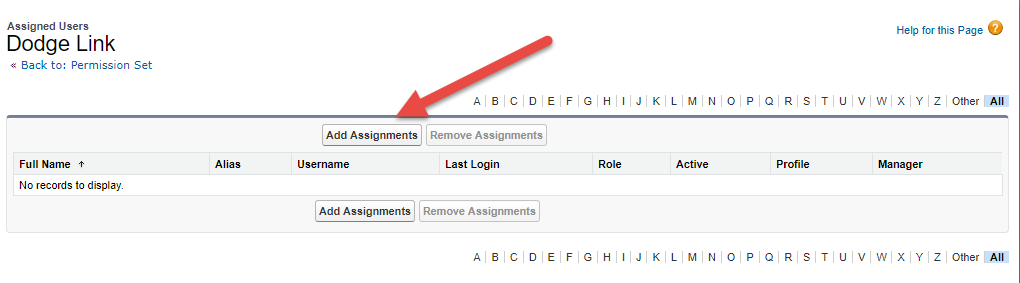 Assigned Users
Dodge Link
« Back to: Permission Set
Help for this Page ?
A | B | C | D | E | F | G | H | I | J | K | L | M | N | O | P | Q | R | S | T | U | V | W | X | Y | Z | Other | All
Add Assignments Remove Assignments
Full Name ↑ Alias Username Last Login Role Active Profile Manager
No records to display.
Add Assignments Remove Assignments
A | B | C | D | E | F | G | H | I | J | K | L | M | N | O | P | Q | R | S | T | U | V | W | X | Y | Z | Other | All